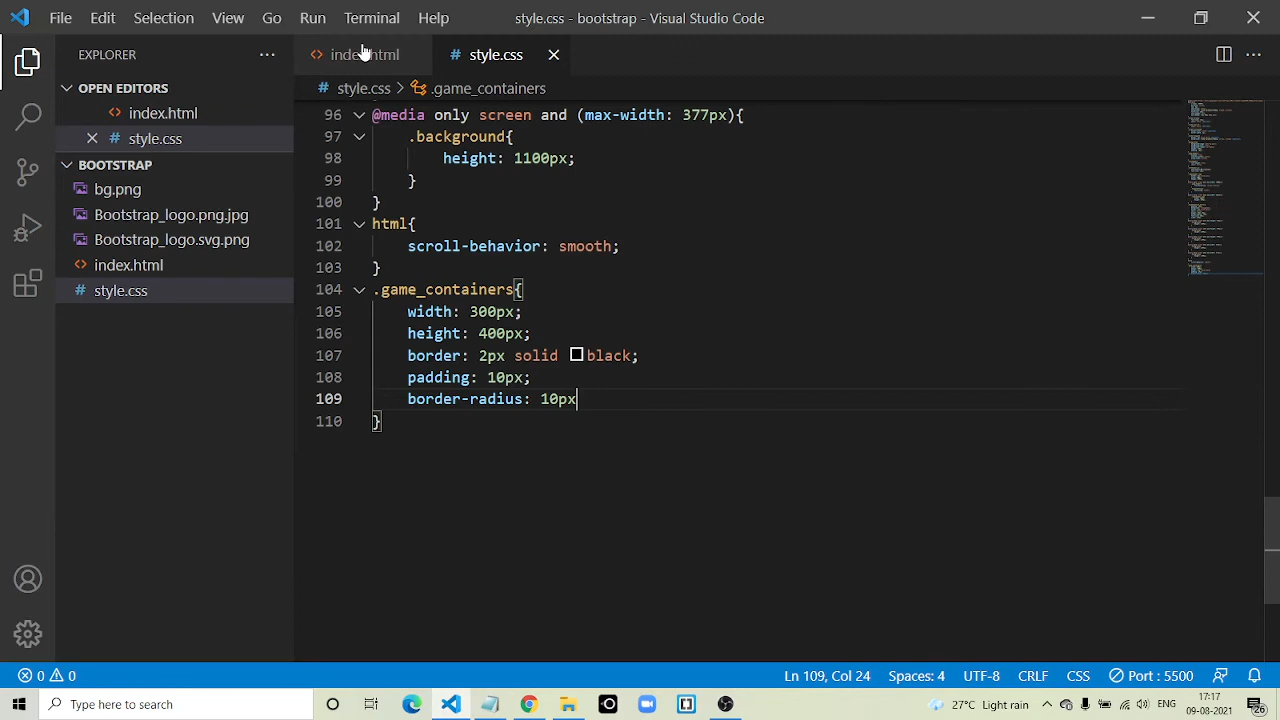 File Edit Selection View Go Run Terminal Help style.css - bootstrap - Visual Studio Code
EXPLORER
index.html
style.css
OPEN EDITORS
style.css > .game_containers
index.html
style.css
BOOTSTRAP
bg.png
Bootstrap_logo.png.jpg
Bootstrap_logo.svg.png
index.html
style.css
96 @media only screen and (max-width: 377px){
97 .background{
98 height: 1100px;
99 }
100 }
101 html{
102 scroll-behavior: smooth;
103 }
104 .game_containers{
105 width: 300px;
106 height: 400px;
107 border: 2px solid black;
108 padding: 10px;
109 border-radius: 10px
110 }
0 0 Ln 109, Col 24 Spaces: 4 UTF-8 CRLF CSS Port : 5500
Type here to search
27°C Light rain ENG
17:17
09-08-2021